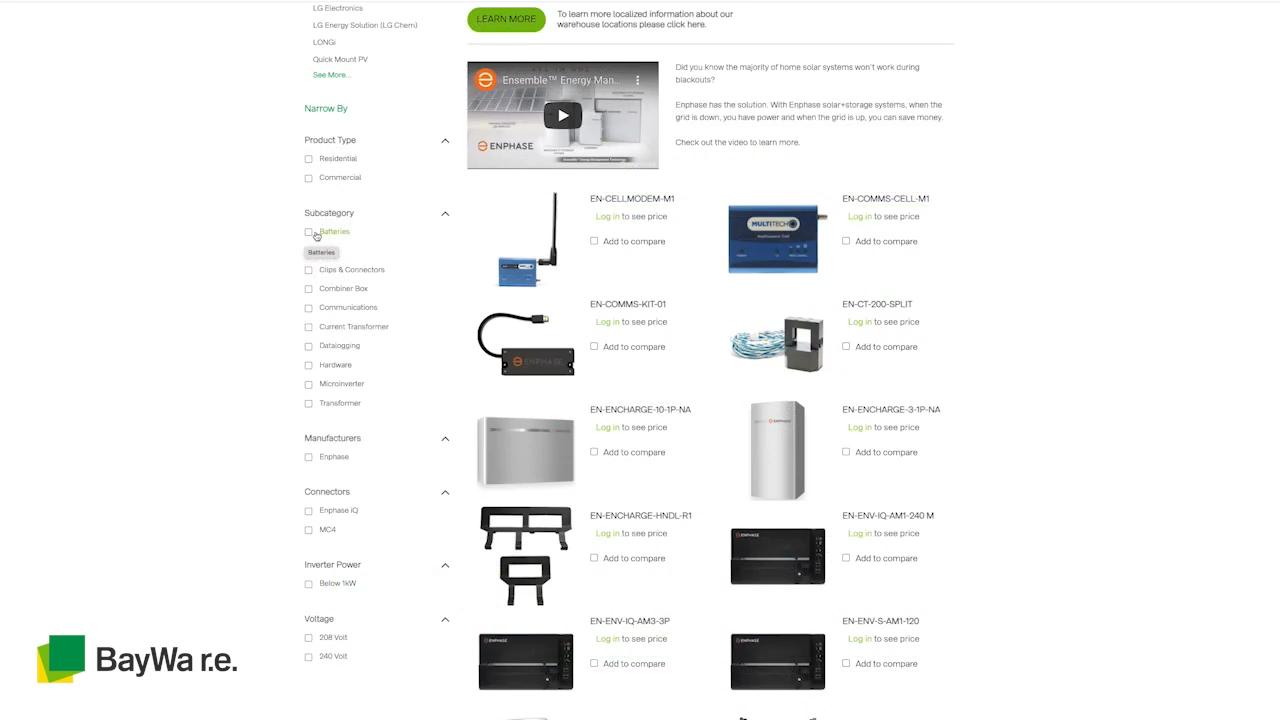 LG Electronics
LG Energy Solution (LG Chem)
LONGi
Quick Mount PV
See More...
Narrow By
Product Type
Residential
Commercial
Subcategory
Batteries
Batteries
Clips & Connectors
Combiner Box
Communications
Current Transformer
Datalogging
Hardware
Microinverter
Transformer
Manufacturers
Enphase
Connectors
Enphase iQ
MC4
Inverter Power
Below 1kW
Voltage
208 Volt
240 Volt
LEARN MORE
To learn more localized information about our
warehouse locations please click here.
Ensemble™ Energy Man...
ENPHASE
Ensemble™ Energy Management Technology
Did you know the majority of home solar systems won't work during
blackouts?
Enphase has the solution. With Enphase solar+storage systems, when the
grid is down, you have power and when the grid is up, you can save money.
Check out the video to learn more.
EN-CELLMODEM-M1
Log in to see price
Add to compare
MULTITECH
EN-COMMS-CELL-M1
Log in to see price
Add to compare
ENPHASE
EN-COMMS-KIT-01
Log in to see price
Add to compare
EN-CT-200-SPLIT
Log in to see price
Add to compare
EN-ENCHARGE-10-1P-NA
Log in to see price
Add to compare
ENPHASE
EN-ENCHARGE-3-1P-NA
Log in to see price
Add to compare
EN-ENCHARGE-HNDL-R1
Log in to see price
Add to compare
ENPHASE
EN-ENV-IQ-AM1-240 M
Log in to see price
Add to compare
ENPHASE
EN-ENV-IQ-AM3-3P
Log in to see price
Add to compare
ENPHASE
EN-ENV-S-AM1-120
Log in to see price
Add to compare
BayWa r.e.